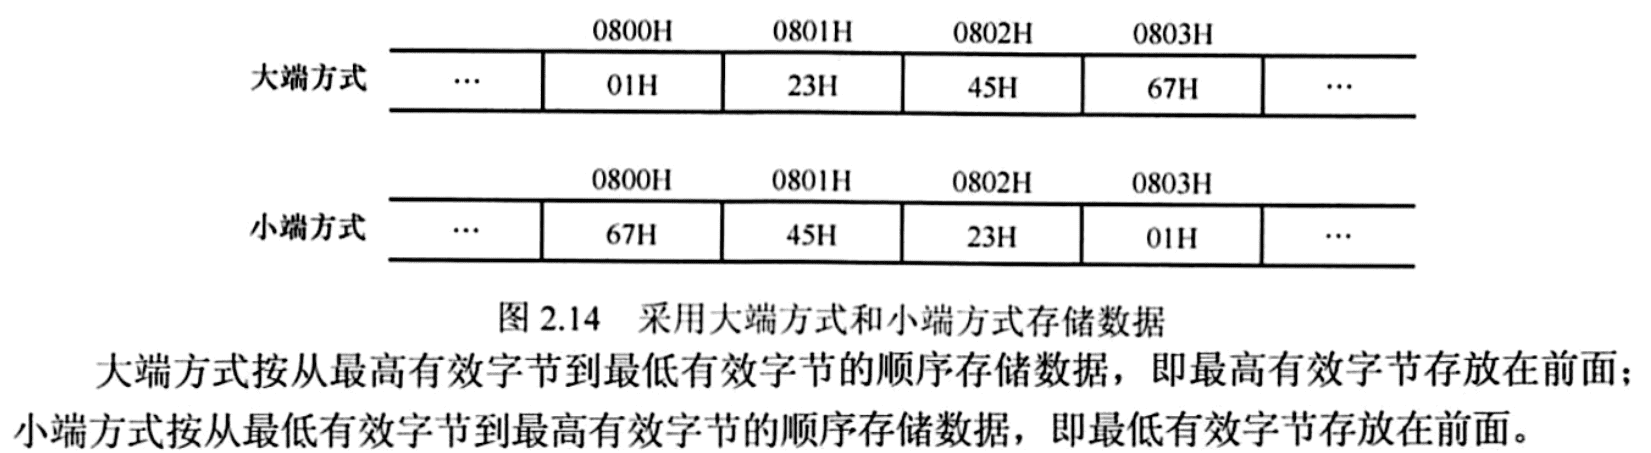 0800H 0801H 0802H 0803H
大端方式 … 01H 23H 45H 67H …
0800H 0801H 0802H 0803H
小端方式 … 67H 45H 23H 01H …
图 2.14 采用大端方式和小端方式存储数据
大端方式按从最高有效字节到最低有效字节的顺序存储数据，即最高有效字节存放在前面；
小端方式按从最低有效字节到最高有效字节的顺序存储数据，即最低有效字节存放在前面。